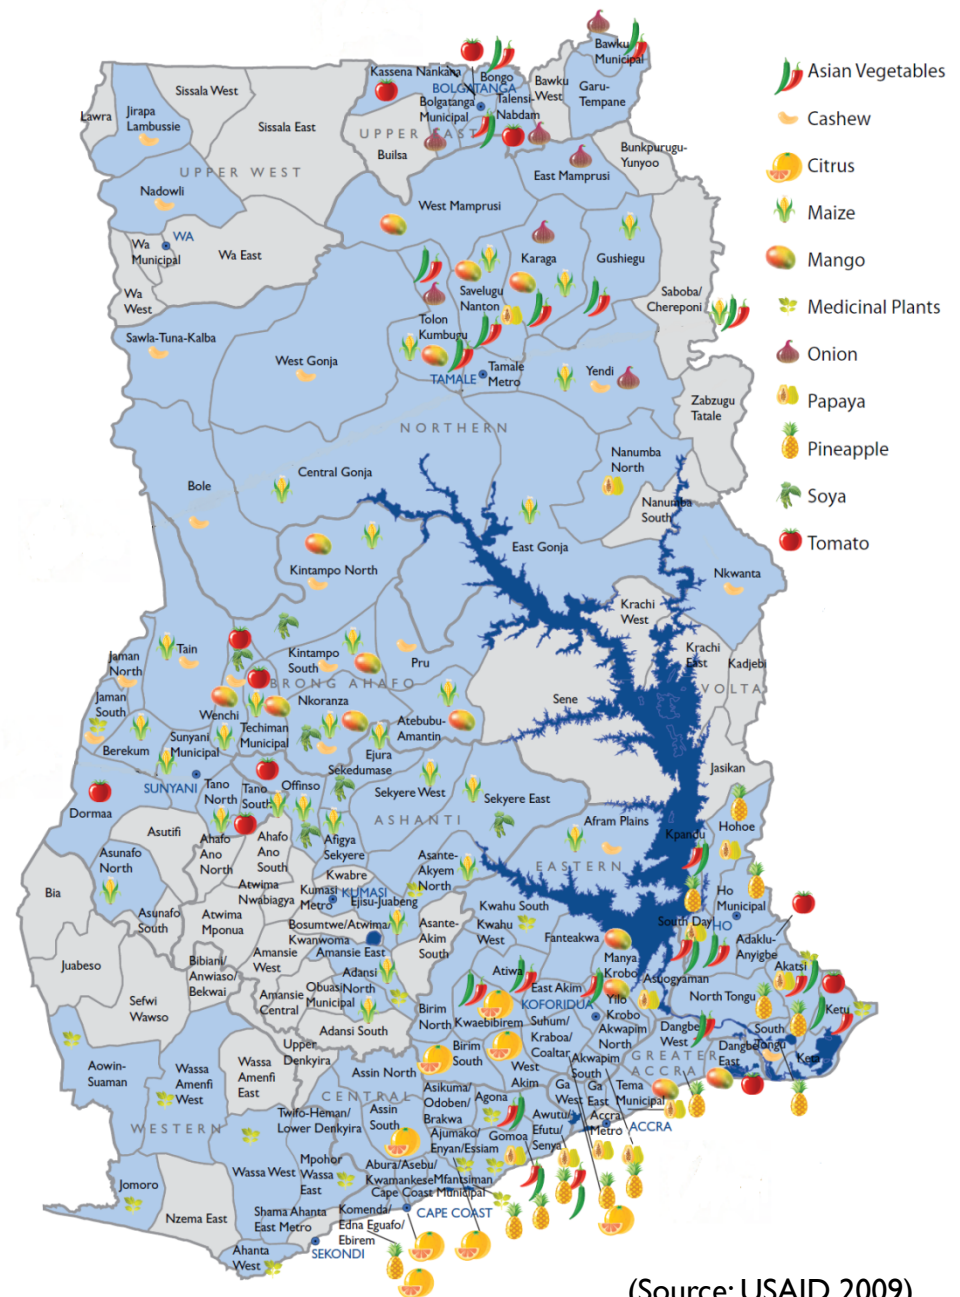 Asian Vegetables
Cashew
Citrus
Maize
Mango
Medicinal Plants
Onion
Papaya
Pineapple
Soya
Tomato
Bawku
Municipal
Kassena Nankana
Bongo
BOLGATANGA
Bolgatanga
Municipal
Talensi-
Nabdam
Bawku
West
Garu-
Tempane
Lawra
Jirapa
Lambussie
Sissala West
Sissala East
UPPER EAST
Builsa
Bunkpurugu-
Yunyoo
UPPER WEST
East Mamprusi
Nadowli
West Mamprusi
WA
Wa
Municipal
Wa East
Karaga
Gushiegu
Wa
West
Savelugu
Nanton
Saboba/
Chereponi
Tolon
Kumbugu
Sawla-Tuna-Kalba
West Gonja
TAMALE
Tamale
Metro
Yendi
Zabzugu
Tatale
NORTHERN
Nanumba
North
Central Gonja
Bole
Nanumba
South
East Gonja
Kintampo North
Nkwanta
Krachi
West
Jaman
North
Tain
Kintampo
South
Pru
Krachi
East
Kadjebi
BRONG AHAFO
VOLTA
Jaman
South
Wenchi
Nkoranza
Sene
Techiman
Municipal
Atebubu-
Amantin
Berekum
Sunyani
Municipal
Ejura
Sekedumase
Jasikan
SUNYANI
Tano
North
Tano
South
Offinso
Sekyere West
Sekyere East
Dormaa
ASHANTI
Afram Plains
Hohoe
Asutifi
Ahafo
Ano
North
Ahafo
Ano
South
Afigya
Sekyere
Kpandu
Asunafo
North
Asante-
Akyem
North
EASTERN
Kwabre
Bia
Atwima
Nwabiagya
Kumasi
Metro
KUMASI
Ejisu-Juabeng
Ho
Municipal
Kwahu South
Asunafo
South
Atwima
Mponua
Bosumtwe/Atwima/
Kwanwoma
Asante-
Akim
South
Kwahu
West
South Dayi
HO
Fanteakwa
Adaklu-
Anyigbe
Amansie East
Amansie
West
Juabeso
Bibiani/
Anwiaso/
Bekwai
Manya
Krobo
Akatsi
Adansi
North
Atiwa
Asuogyaman
Obuasi
Municipal
East Akim
North Tongu
Amansie
Central
Sefwi
Wawso
KOFORIDUA
Yilo
Krobo
Ketu
Birim
North
Kwaebibirem
Suhum/
Kraboa/
Coaltar
Akwapim
North
Dangbe
West
South
Tongu
Adansi South
Upper
Denkyira
Birim
South
Dangbe
East
Keta
GREATER
ACCRA
Aowin-
Suaman
Wassa
Amenfi
West
Wassa
Amenfi
East
Assin North
West
Akim
Akwapim
South
CENTRAL
Asikuma/
Odoben/
Brakwa
Agona
Ga
West
Ga
East
Tema
Municipal
WESTERN
Twifo-Heman/
Lower Denkyira
Assin
South
Awutu/
Efutu/
Senya
Accra
Metro
ACCRA
Ajumako/
Enyan/Essiam
Gomoa
Mpohor
Wassa
East
Abura/Asebu/
Kwamankese
Mfantsiman
Wassa West
Jomoro
Cape Coast Municipal
Nzema East
Shama Ahanta
East Metro
Komenda/
Edna Eguafo/
Ebirem
CAPE COAST
SEKONDI
Ahanta
West
(Source: USAID 2009)